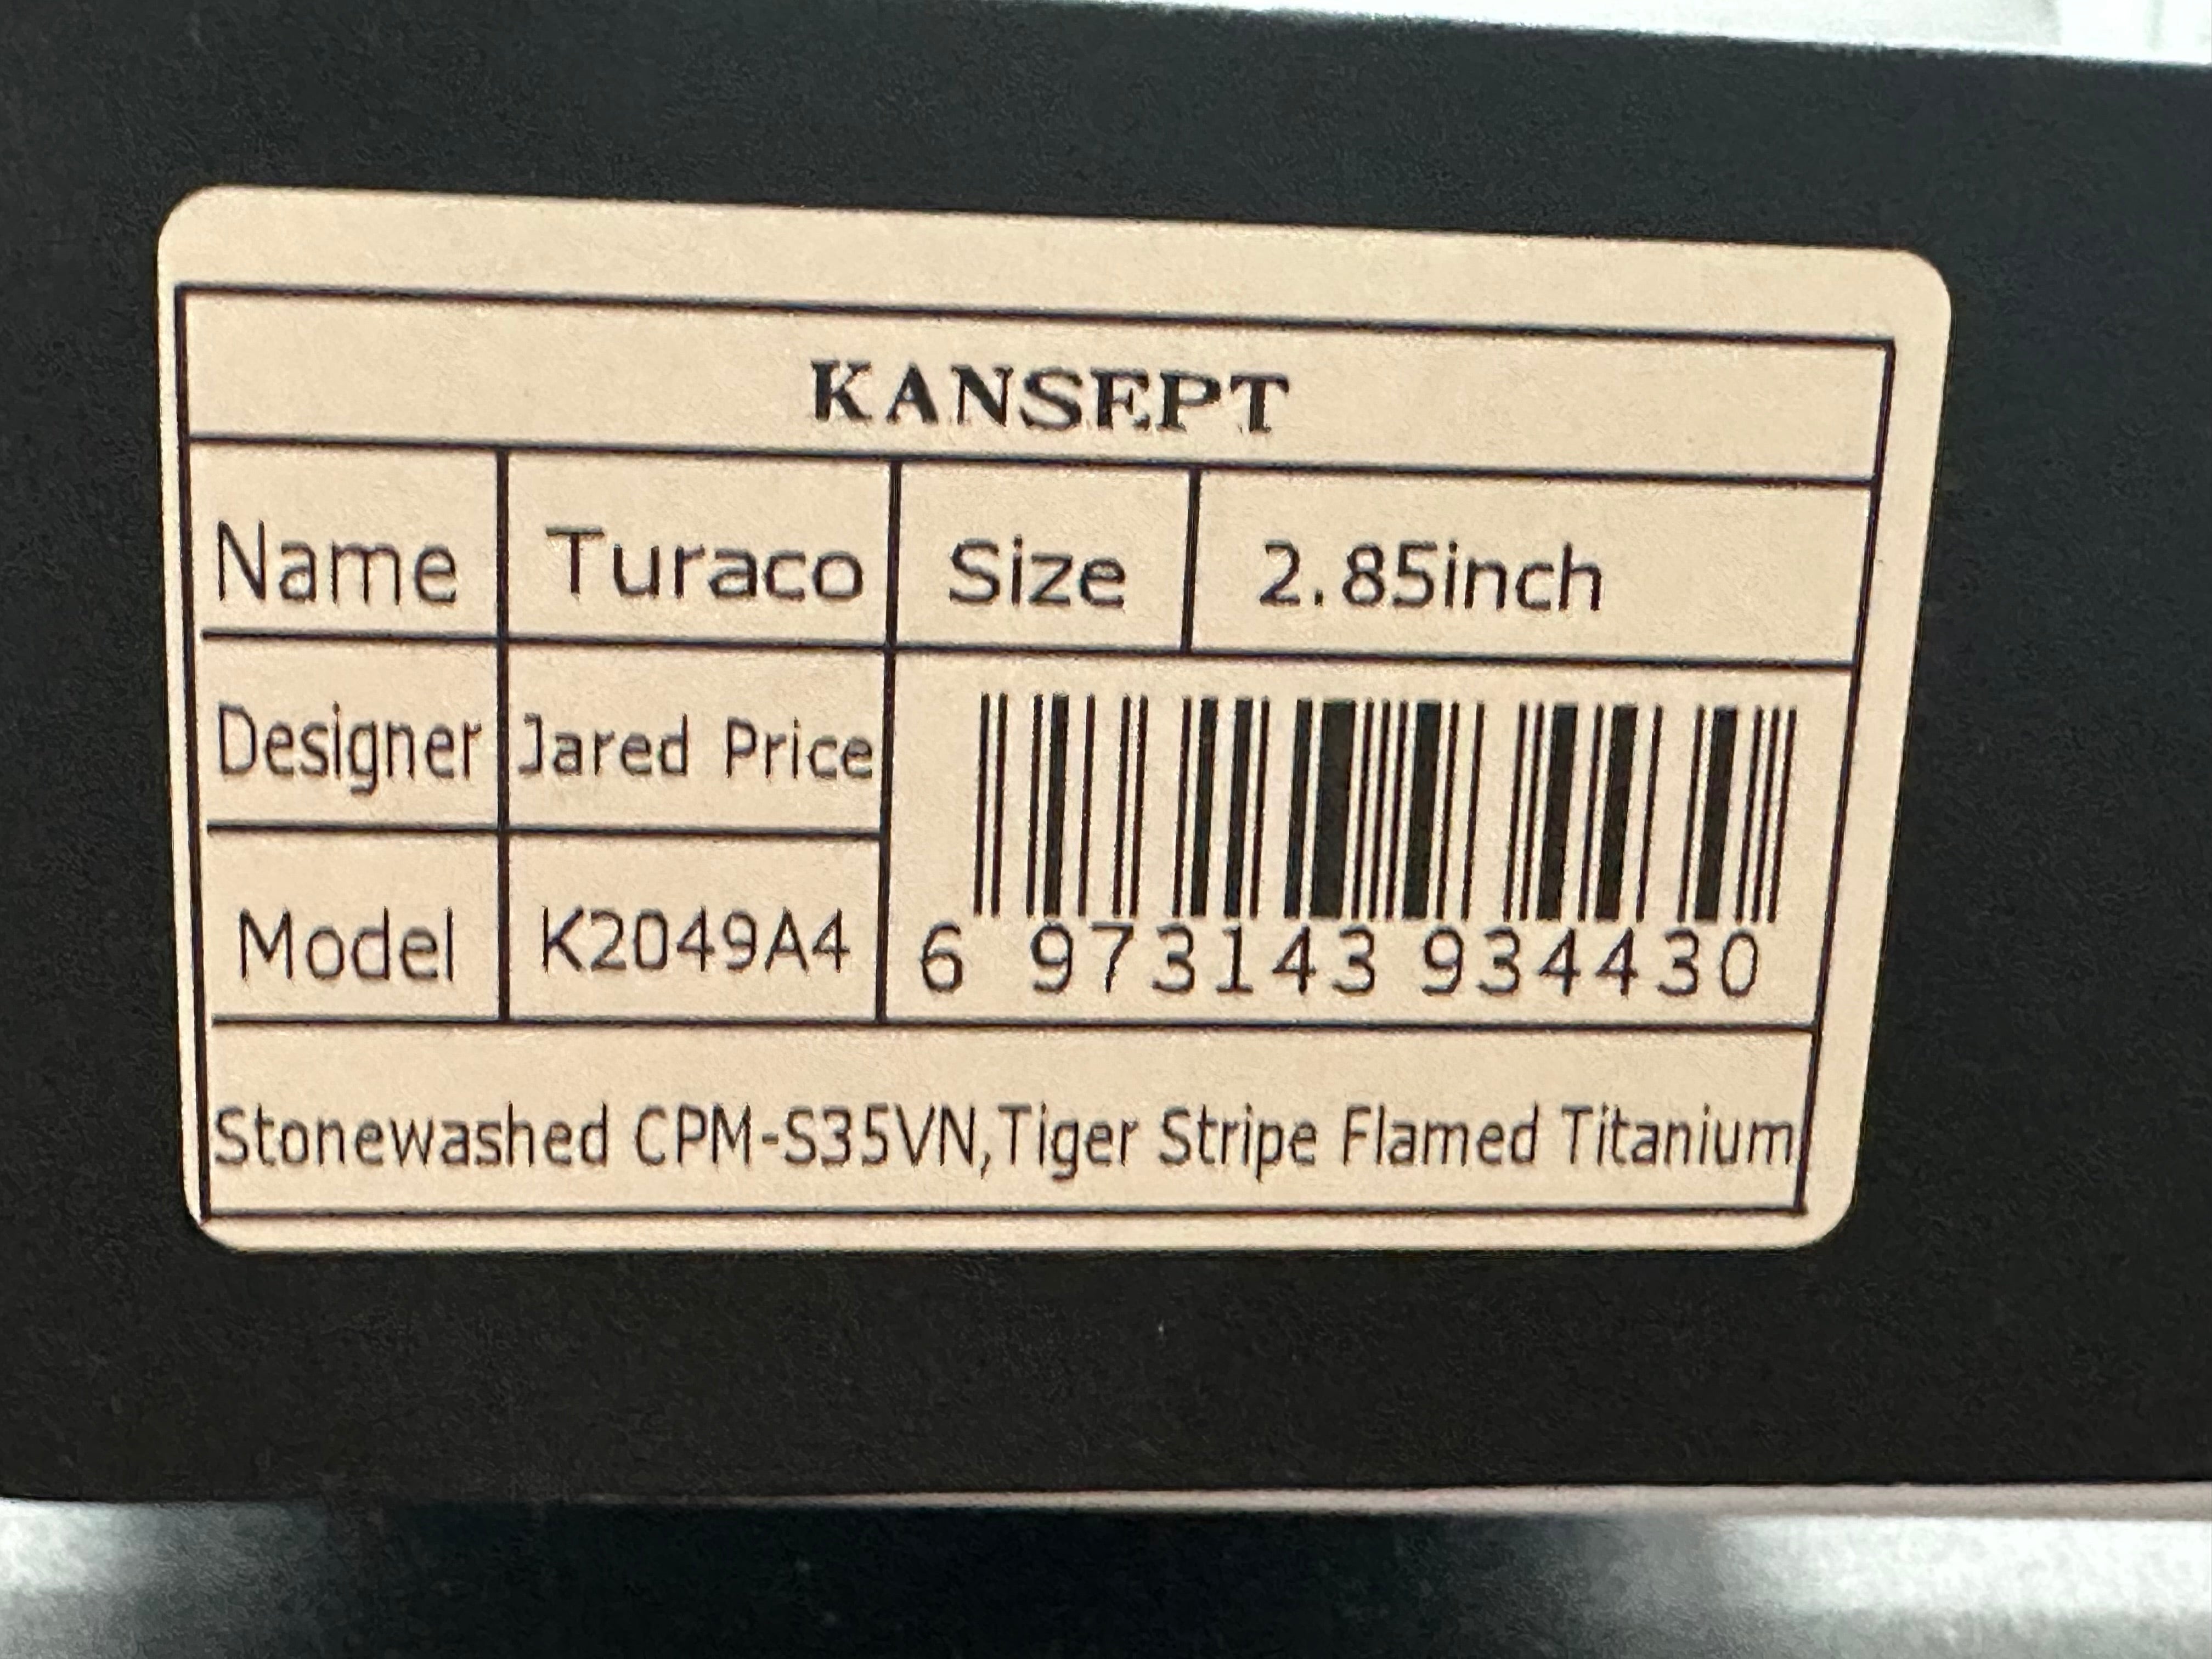 KANSEPT
Name Turaco Size 2.85inch
Designer Jared Price
Model K2049A4
6 973143 934430
Stonewashed CPM-S35VN,Tiger Stripe Flamed Titanium